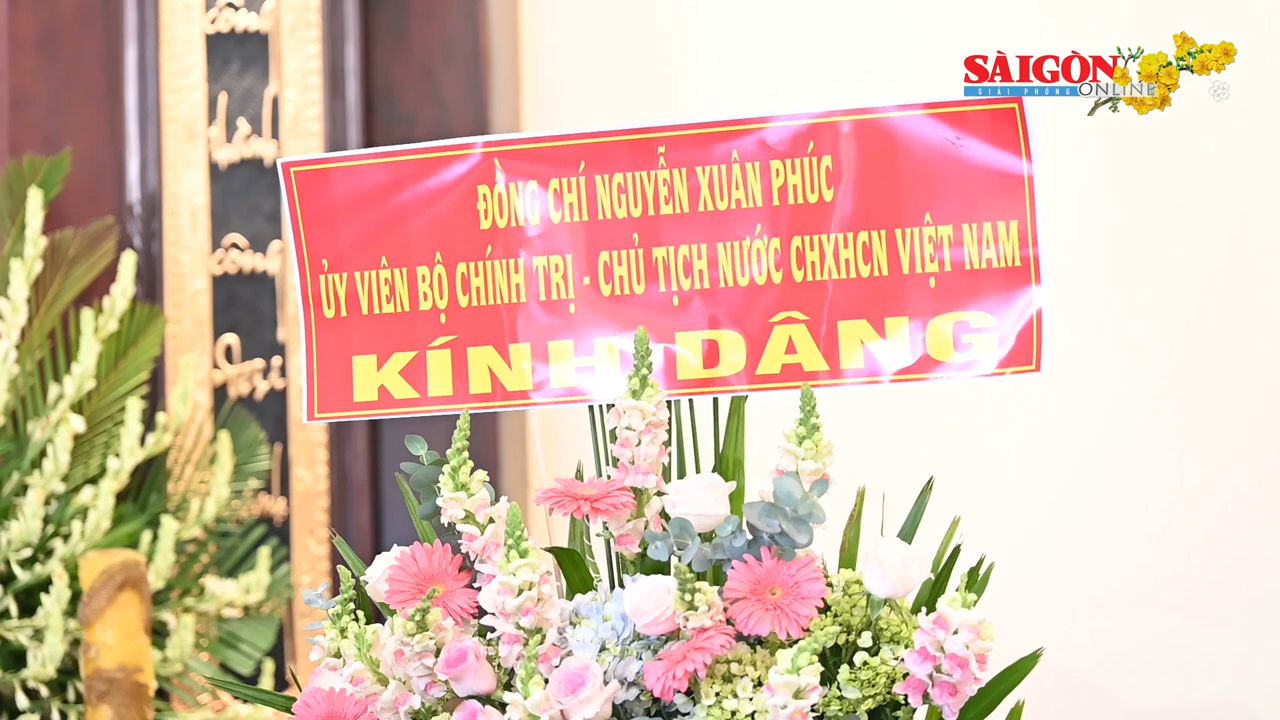 SÀIGÒN
GIẢI PHÓNG ONLINE
ĐỒNG CHÍ NGUYỄN XUÂN PHÚC
ỦY VIÊN BỘ CHÍNH TRỊ - CHỦ TỊCH NƯỚC CHXHCN VIỆT NAM
KÍNH DÂNG